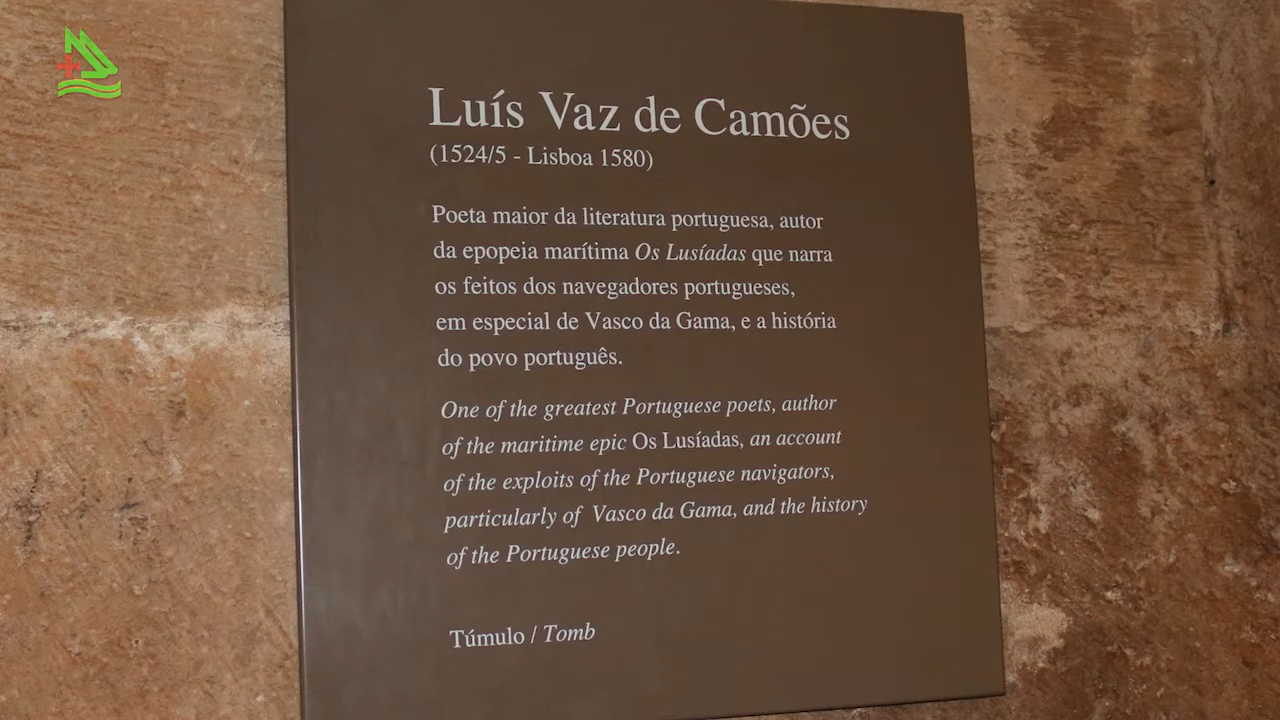 Luís Vaz de Camões
(1524/5 - Lisboa 1580)
Poeta maior da literatura portuguesa, autor
da epopeia marítima Os Lusíadas que narra
os feitos dos navegadores portugueses,
em especial de Vasco da Gama, e a história
do povo português.
One of the greatest Portuguese poets, author
of the maritime epic Os Lusíadas, an account
of the exploits of the Portuguese navigators,
particularly of Vasco da Gama, and the history
of the Portuguese people.
Túmulo / Tomb